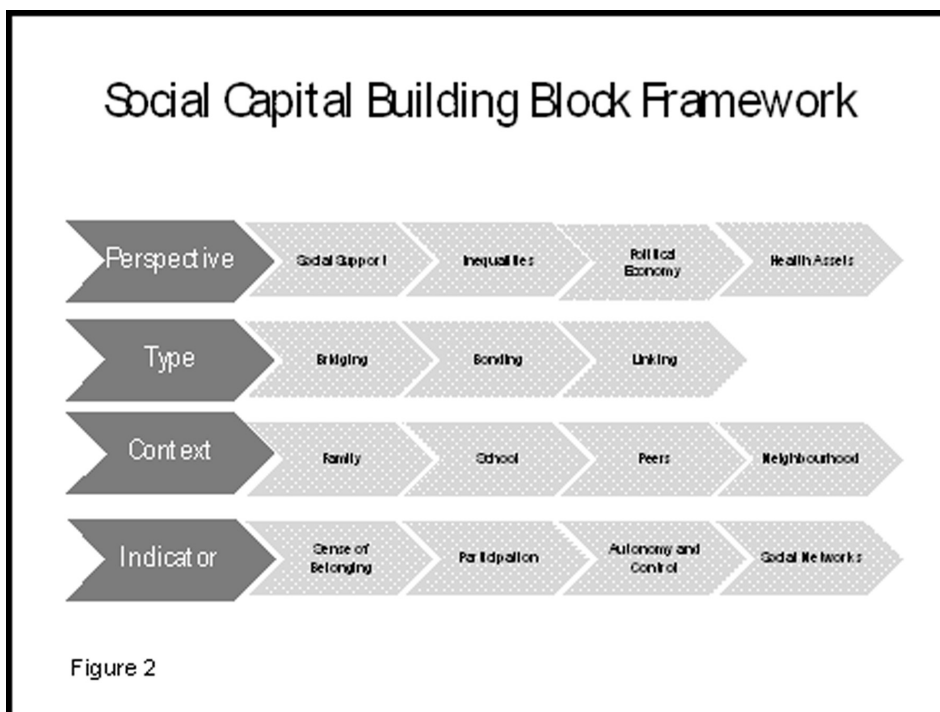 Social Capital Building Block Framework
Perspective
Social Support
Inequalities
Political
Economy
Health Assets
Type
Bridging
Bonding
Linking
Context
Family
School
Peers
Neighbourhood
Indicator
Sense of
Belonging
Participation
Autonomy and
Control
Social Networks
Figure 2